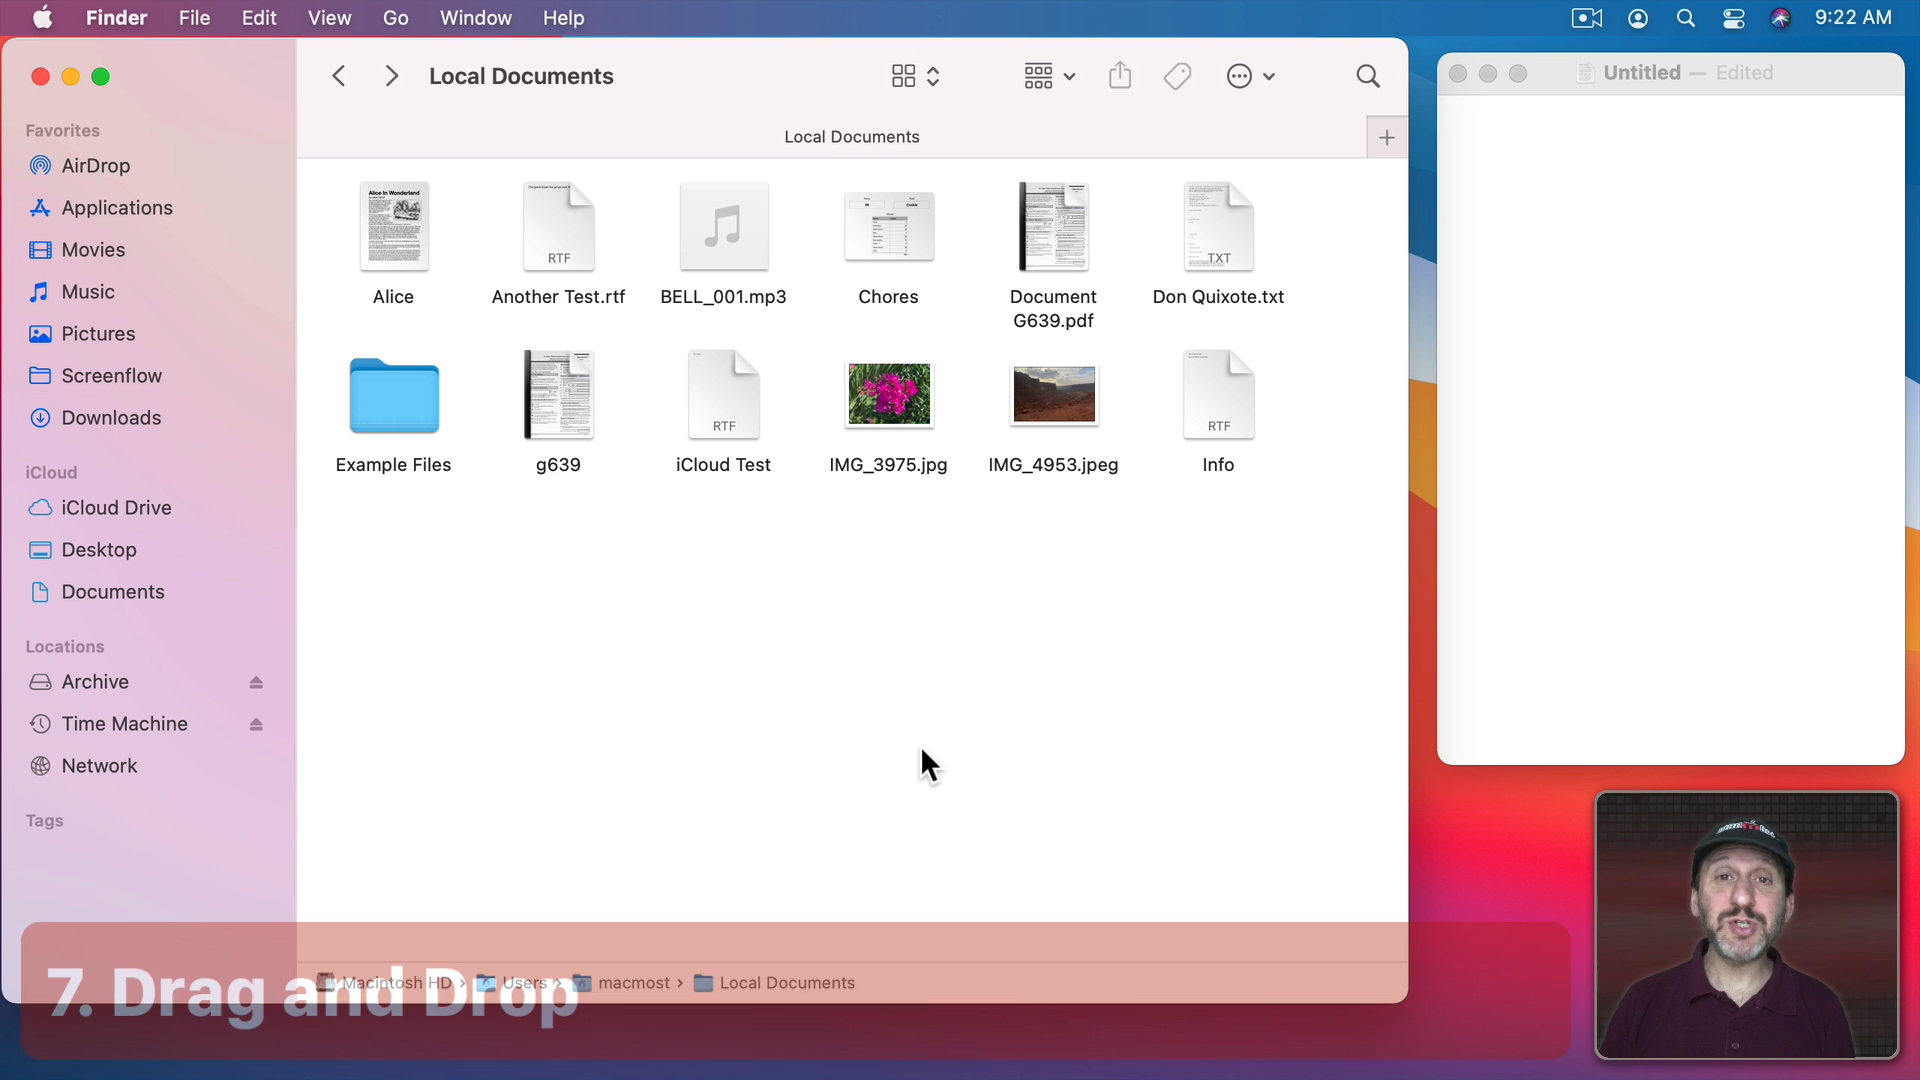 Finder File Edit View Go Window Help 9:22 AM
Local Documents
Untitled — Edited
Local Documents
Favorites
AirDrop
Applications
Movies
Music
Pictures
Screenflow
Downloads
iCloud
iCloud Drive
Desktop
Documents
Locations
Archive
Time Machine
Network
Tags
Alice In Wonderland
RTF
TXT
Alice
Another Test.rtf
BELL_001.mp3
Chores
Document
G639.pdf
Don Quixote.txt
RTF
RTF
Example Files
g639
iCloud Test
IMG_3975.jpg
IMG_4953.jpeg
Info
Macintosh HD › Users › macmost › Local Documents
7. Drag and Drop